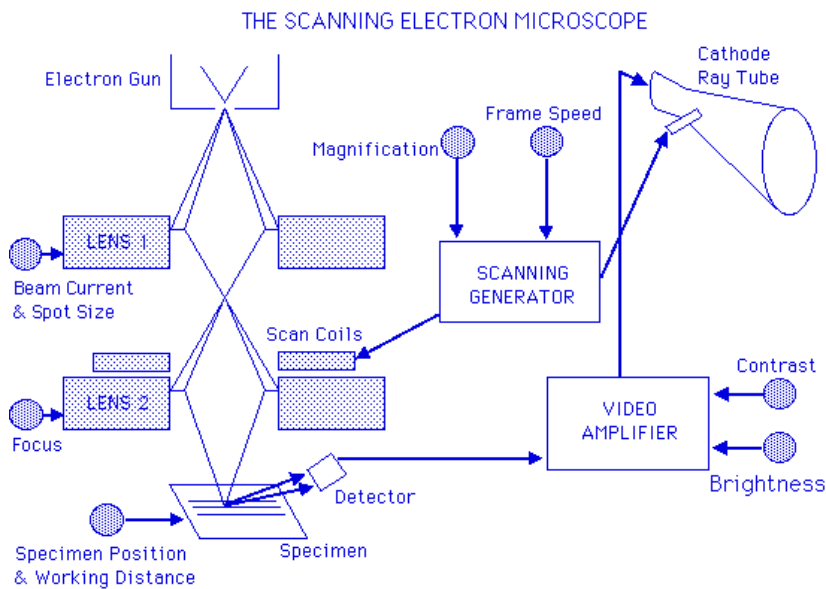 THE SCANNING ELECTRON MICROSCOPE
Electron Gun
Cathode
Ray Tube
Frame Speed
Magnification
LENS 1
Beam Current
& Spot Size
SCANNING
GENERATOR
Scan Coils
LENS 2
Focus
Contrast
VIDEO
AMPLIFIER
Brightness
Detector
Specimen
Specimen Position
& Working Distance